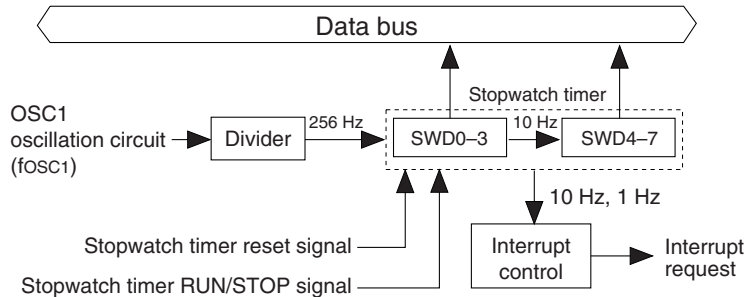 Data bus
Stopwatch timer
OSC1
oscillation circuit
(fOSC1)
Divider
256 Hz
SWD0–3
10 Hz
SWD4–7
10 Hz, 1 Hz
Stopwatch timer reset signal
Stopwatch timer RUN/STOP signal
Interrupt
control
Interrupt
request